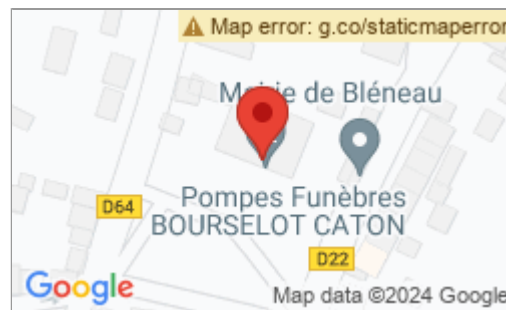 Map error: g.co/staticmaperror
Mairie de Bléneau
Pompes Funèbres
BOURSELOT CATON
D64
D22
Google
Map data ©2024 Google